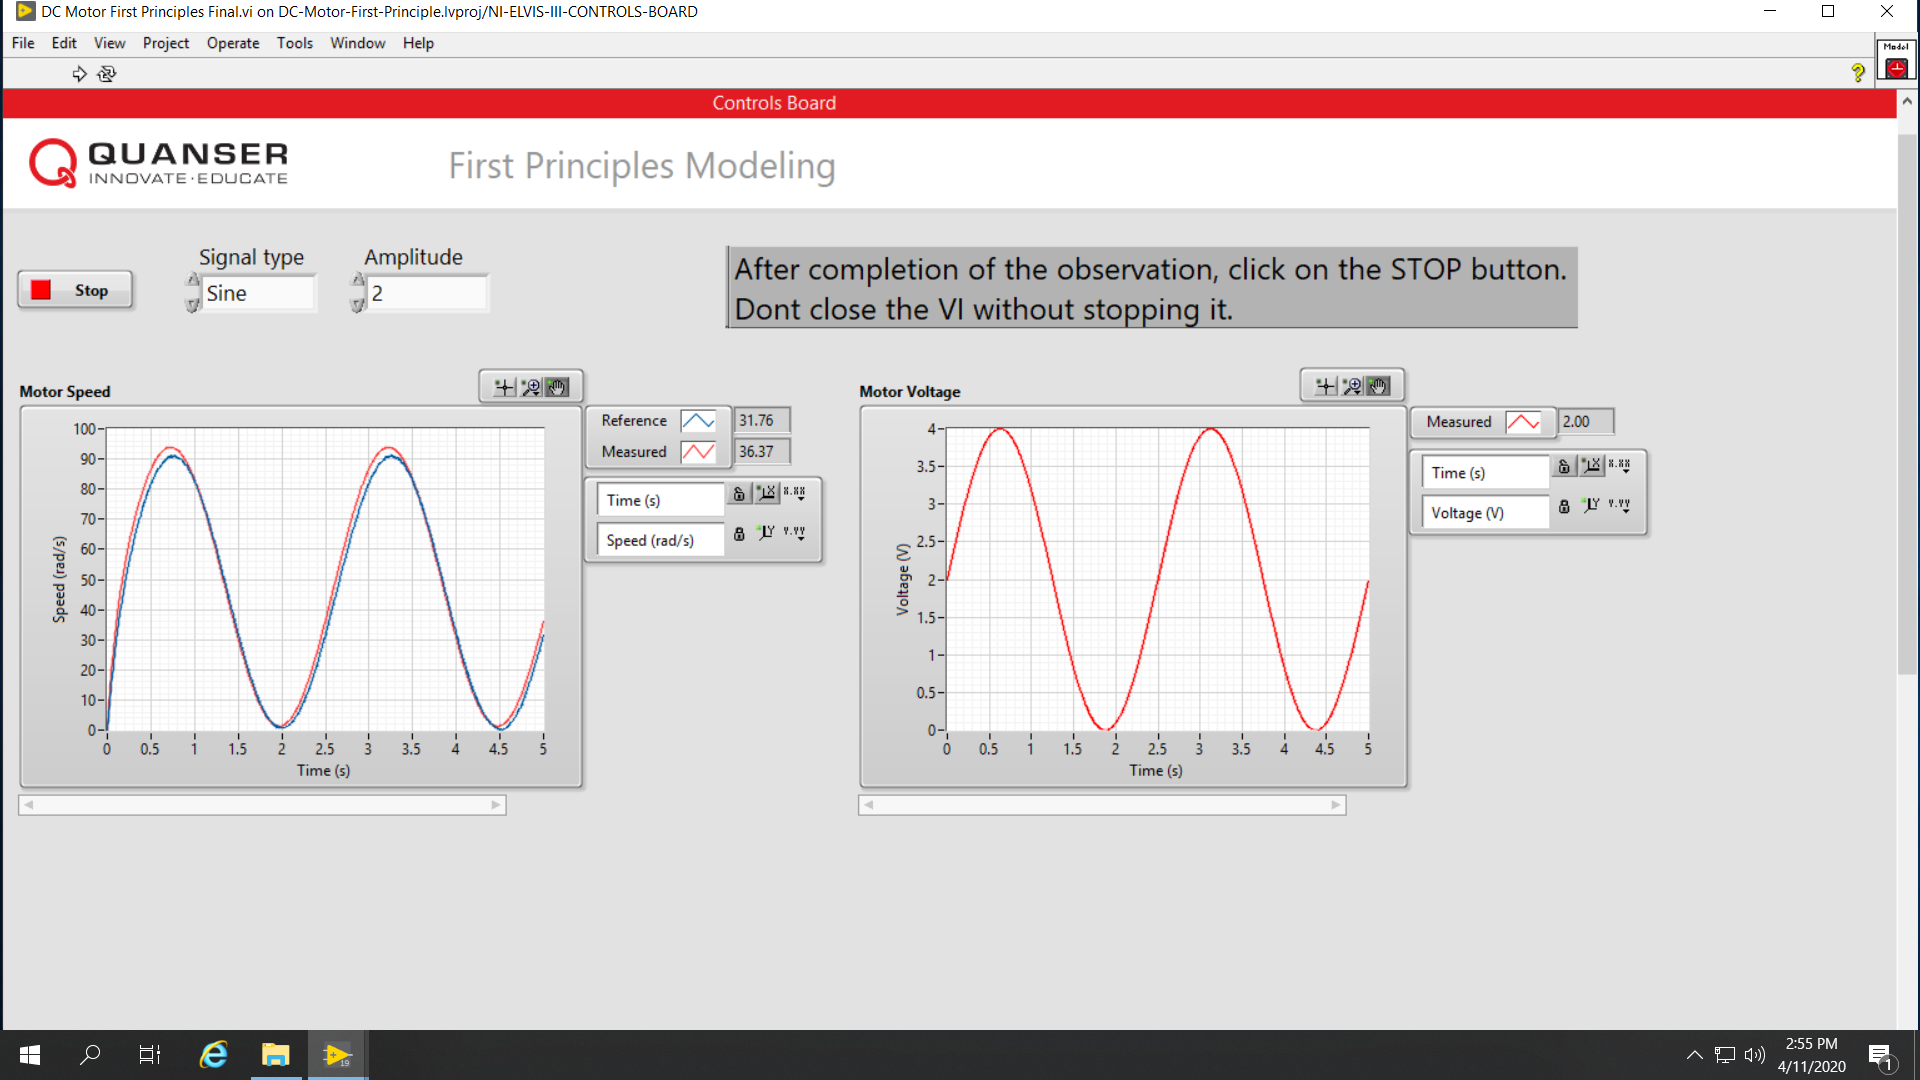 DC Motor First Principles Final.vi on DC-Motor-First-Principle.lvproj/NI-ELVIS-III-CONTROLS-BOARD
File Edit View Project Operate Tools Window Help
Model
Controls Board
QUANSER
INNOVATE·EDUCATE
First Principles Modeling
Stop
Signal type
Sine
Amplitude
2
After completion of the observation, click on the STOP button.
Dont close the VI without stopping it.
Motor Speed
Reference 31.76
Measured 36.37
Time (s) X.XX
Speed (rad/s) Y.YY
100
90
80
70
60
50
40
30
20
10
0
Speed (rad/s)
0 0.5 1 1.5 2 2.5 3 3.5 4 4.5 5
Time (s)
Motor Voltage
Measured 2.00
Time (s) X.XX
Voltage (V) Y.YY
4
3.5
3
2.5
2
1.5
1
0.5
0
Voltage (V)
0 0.5 1 1.5 2 2.5 3 3.5 4 4.5 5
Time (s)
19
2:55 PM
4/11/2020
1